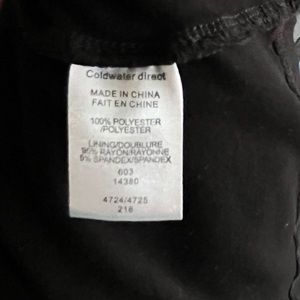 Coldwater direct
MADE IN CHINA
FAIT EN CHINE
100% POLYESTER
/POLYESTER
LINING/DOUBLURE
95% RAYON/RAYONNE
5% SPANDEX/SPANDEX
603
14380
4724/4725
218